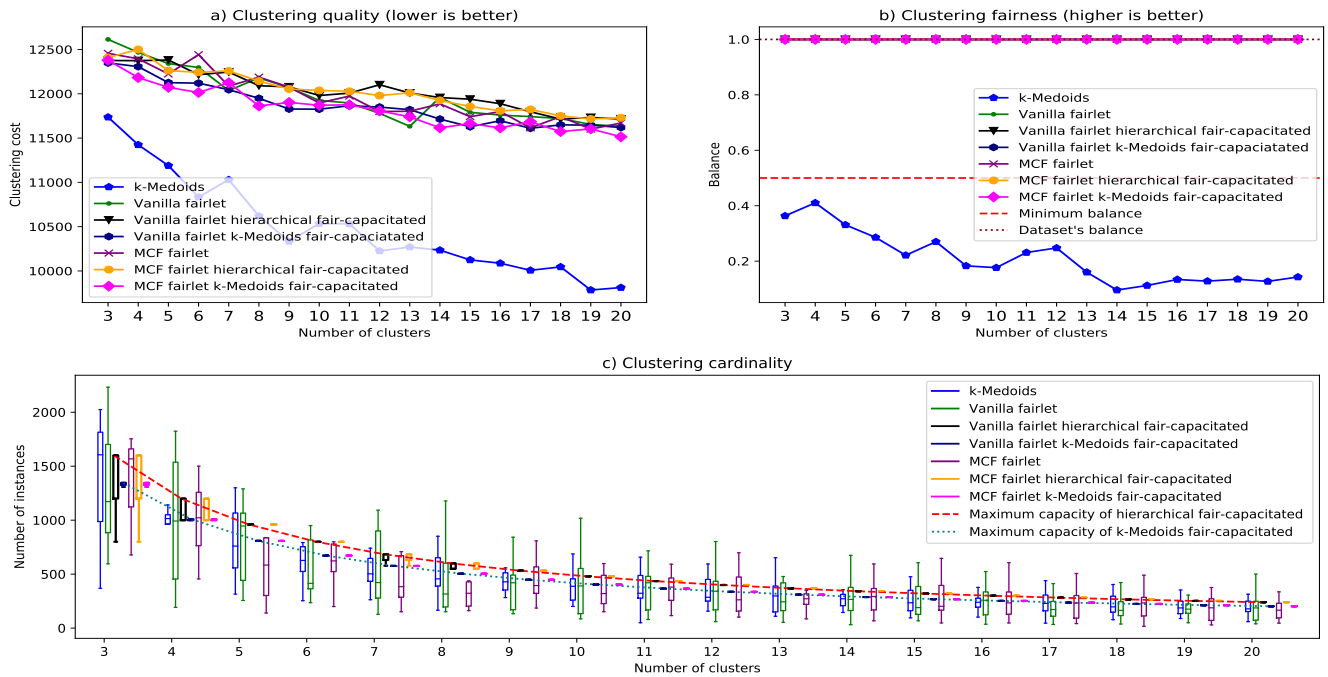 a) Clustering quality (lower is better)
Clustering cost
12500
12000
11500
11000
10500
10000
k-Medoids
Vanilla fairlet
Vanilla fairlet hierarchical fair-capacitated
Vanilla fairlet k-Medoids fair-capaciatated
MCF fairlet
MCF fairlet hierarchical fair-capacitated
MCF fairlet k-Medoids fair-capacitated
3 4 5 6 7 8 9 10 11 12 13 14 15 16 17 18 19 20
Number of clusters
b) Clustering fairness (higher is better)
Balance
1.0
0.8
0.6
0.4
0.2
k-Medoids
Vanilla fairlet
Vanilla fairlet hierarchical fair-capacitated
Vanilla fairlet k-Medoids fair-capaciatated
MCF fairlet
MCF fairlet hierarchical fair-capacitated
MCF fairlet k-Medoids fair-capacitated
Minimum balance
Dataset's balance
3 4 5 6 7 8 9 10 11 12 13 14 15 16 17 18 19 20
Number of clusters
c) Clustering cardinality
Number of instances
2000
1500
1000
500
0
k-Medoids
Vanilla fairlet
Vanilla fairlet hierarchical fair-capacitated
Vanilla fairlet k-Medoids fair-capacitated
MCF fairlet
MCF fairlet hierarchical fair-capacitated
MCF fairlet k-Medoids fair-capacitated
Maximum capacity of hierarchical fair-capacitated
Maximum capacity of k-Medoids fair-capacitated
3 4 5 6 7 8 9 10 11 12 13 14 15 16 17 18 19 20
Number of clusters